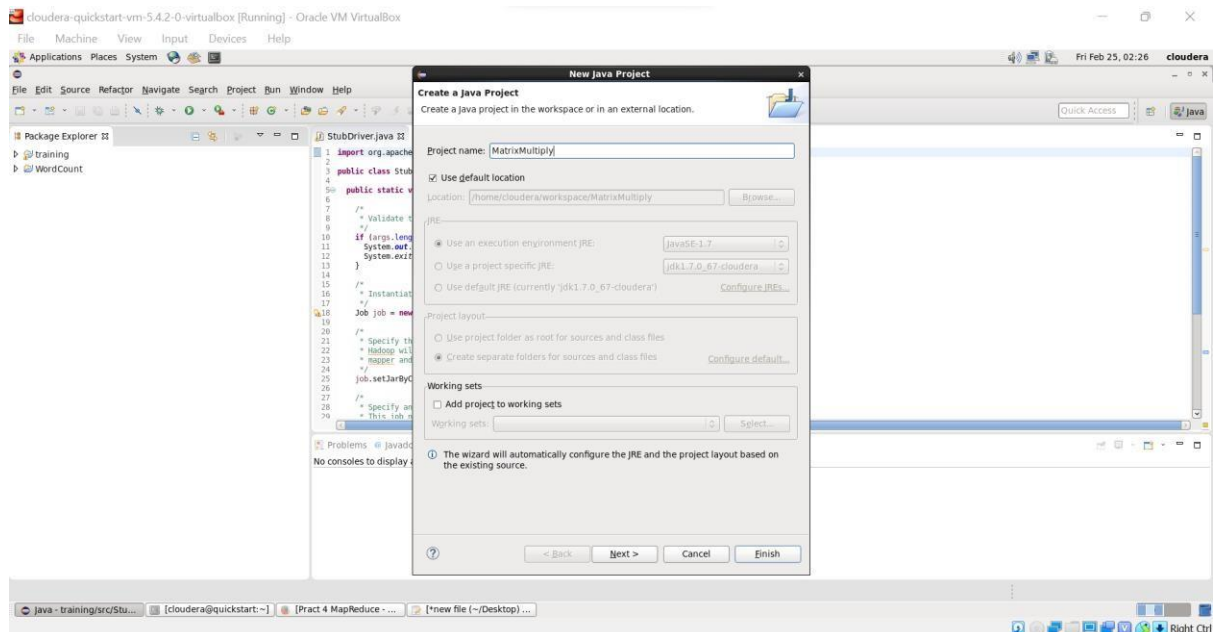 cloudera-quickstart-vm-5.4.2-0-virtualbox [Running] - Oracle VM VirtualBox
File Machine View Input Devices Help
Applications Places System
Fri Feb 25, 02:26 cloudera
File Edit Source Refactor Navigate Search Project Run Window Help
Quick Access
Java
Package Explorer
training
WordCount
StubDriver.java
1 import org.apache
2
3 public class Stub
4
5 public static v
6
7 /*
8 * Validate t
9 */
10 if (args.leng
11 System.out.
12 System.exit
13 }
14
15 /*
16 * Instantiat
17 */
18 Job job = new
19
20 /*
21 * Specify th
22 * Hadoop wil
23 * mapper and
24 */
25 job.setJarByC
26
27 /*
28 * Specify an
29 * This job n
Problems Javado
No consoles to display a
New Java Project
Create a Java Project
Create a Java project in the workspace or in an external location.
Project name: MatrixMultiply
Use default location
Location: /home/cloudera/workspace/MatrixMultiply Browse...
JRE
Use an execution environment JRE: JavaSE-1.7
Use a project specific JRE: jdk1.7.0_67-cloudera
Use default JRE (currently 'jdk1.7.0_67-cloudera') Configure JREs...
Project layout
Use project folder as root for sources and class files
Create separate folders for sources and class files Configure default...
Working sets
Add project to working sets
Working sets: Select...
The wizard will automatically configure the JRE and the project layout based on
the existing source.
< Back Next > Cancel Finish
Java - training/src/Stu... [cloudera@quickstart:~] [Pract 4 MapReduce - ... [*new file (~/Desktop) ...
Right Ctrl